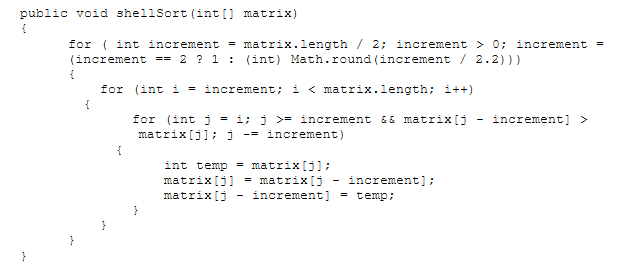 public void shellSort(int[] matrix)
{
for ( int increment = matrix.length / 2; increment > 0; increment =
(increment == 2 ? 1 : (int) Math.round(increment / 2.2)))
{
for (int i = increment; i < matrix.length; i++)
{
for (int j = i; j >= increment && matrix[j - increment] >
matrix[j]; j -= increment)
{
int temp = matrix[j];
matrix[j] = matrix[j - increment];
matrix[j - increment] = temp;
}
}
}
}